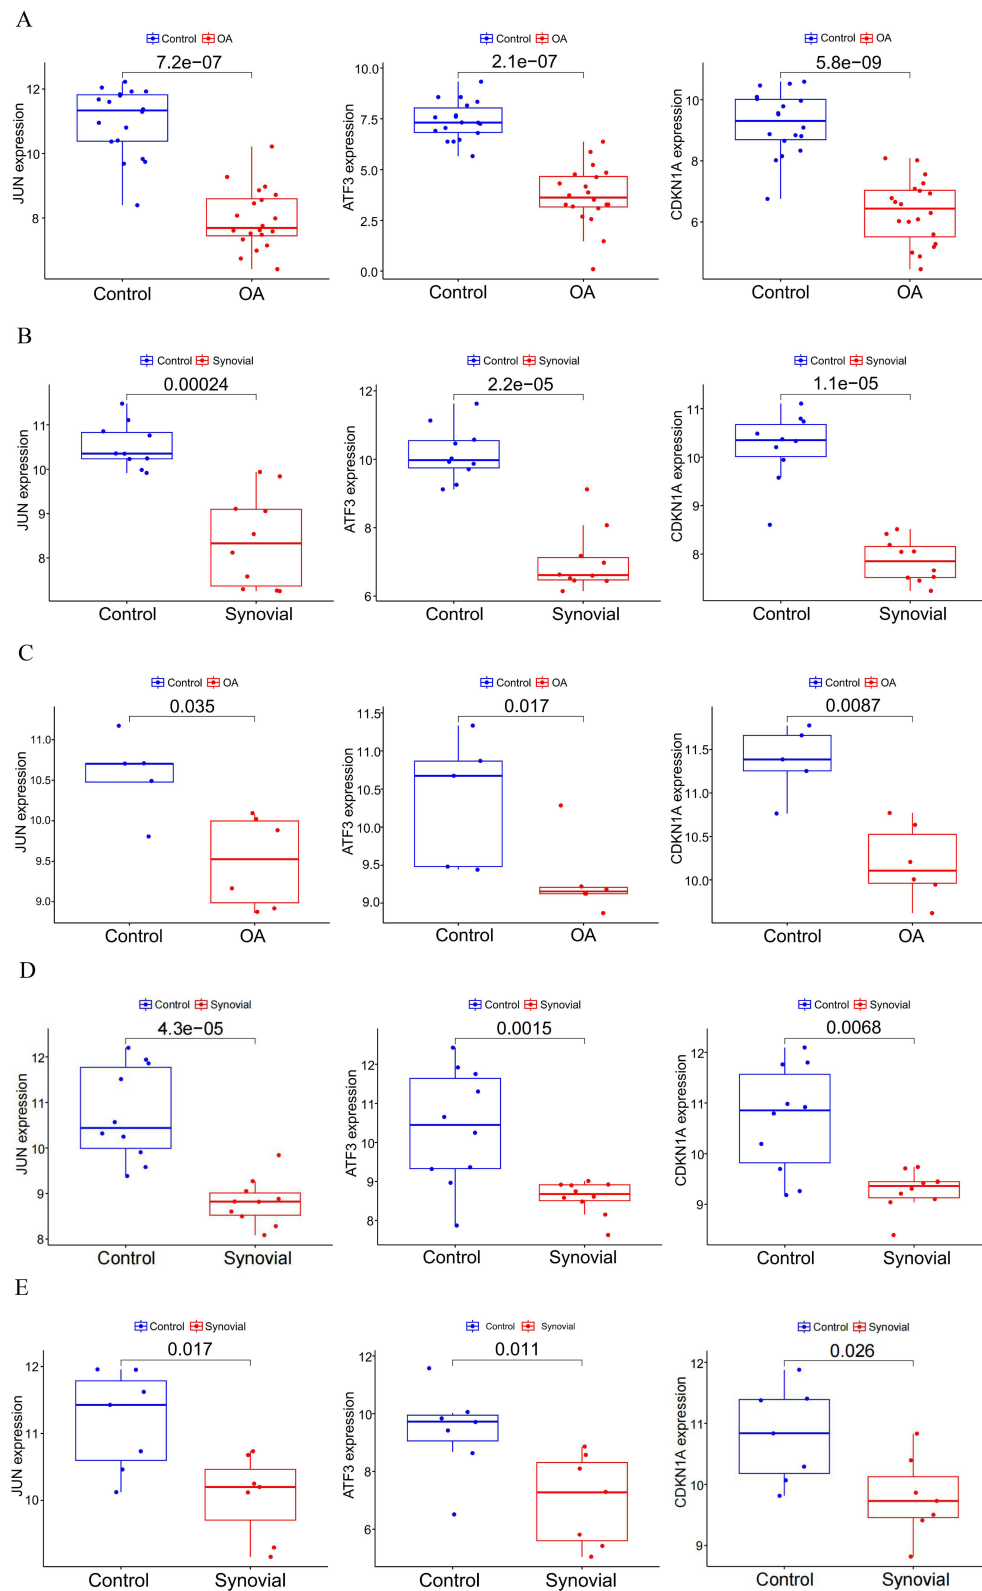 A
Control OA
7.2e−07
JUN expression
12
10
8
Control OA
Control OA
2.1e−07
ATF3 expression
10.0
7.5
5.0
2.5
0.0
Control OA
Control OA
5.8e−09
CDKN1A expression
10
8
6
Control OA
B
Control Synovial
0.00024
JUN expression
11
10
9
8
Control Synovial
Control Synovial
2.2e−05
ATF3 expression
12
10
8
6
Control Synovial
Control Synovial
1.1e−05
CDKN1A expression
11
10
9
8
Control Synovial
C
Control OA
0.035
JUN expression
11.0
10.5
10.0
9.5
9.0
Control OA
Control OA
0.017
ATF3 expression
11.5
11.0
10.5
10.0
9.5
9.0
Control OA
Control OA
0.0087
CDKN1A expression
11.5
11.0
10.5
10.0
Control OA
D
Control Synovial
4.3e−05
JUN expression
12
11
10
9
8
Control Synovial
Control Synovial
0.0015
ATF3 expression
12
11
10
9
8
Control Synovial
Control Synovial
0.0068
CDKN1A expression
12
11
10
9
Control Synovial
E
Control Synovial
0.017
JUN expression
12
11
10
Control Synovial
Control Synovial
0.011
ATF3 expression
12
10
8
6
Control Synovial
Control Synovial
0.026
CDKN1A expression
12
11
10
9
Control Synovial